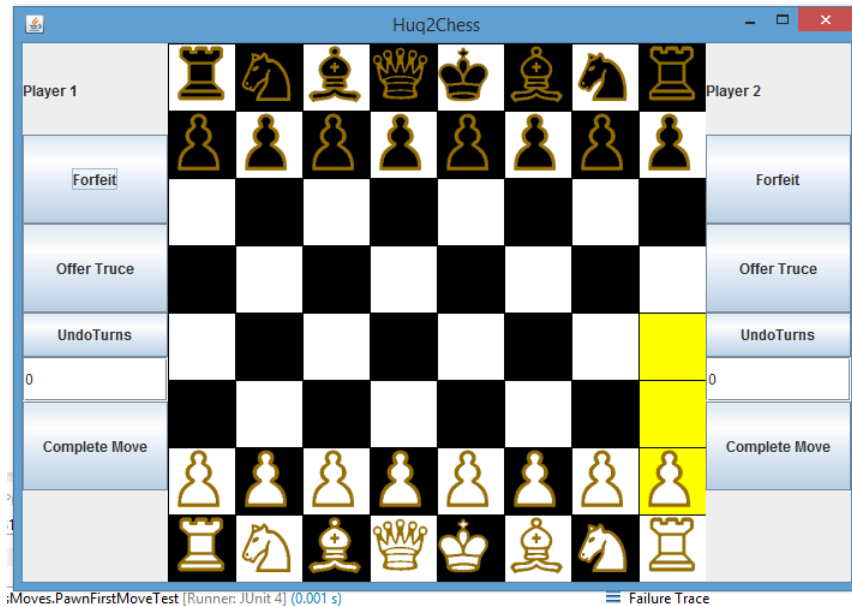 Huq2Chess
Player 1
Forfeit
Offer Truce
UndoTurns
0
Complete Move
Player 2
Forfeit
Offer Truce
UndoTurns
0
Complete Move
sMoves.PawnFirstMoveTest [Runner: JUnit 4] (0.001 s)
Failure Trace